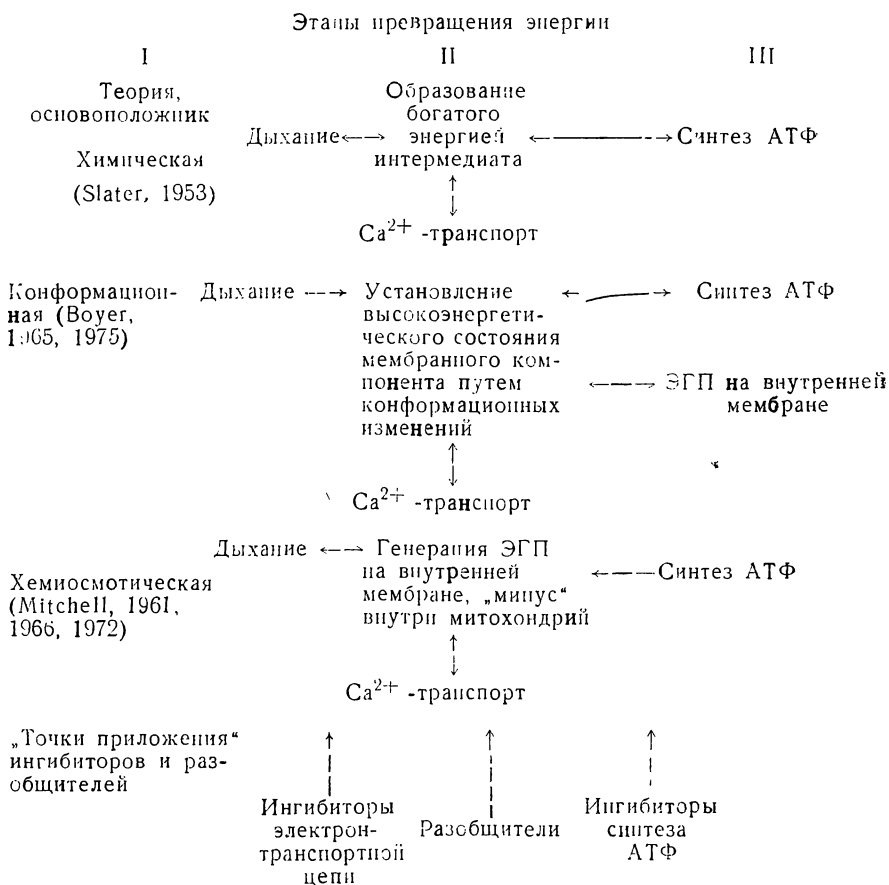 Этапы превращения энергии
I II III
Теория,
основоположник
Образование
богатого
Дыхание ←–→ энергией ←———→ Синтез АТФ
интермедиата
Химическая
(Slater, 1953)
↑
↓
Ca²⁺ -транспорт
Конформацион- Дыхание ––→ Установление ← —— → Синтез АТФ
ная (Boyer,
1965, 1975)
высокоэнергети-
ческого состояния
мембранного ком-
понента путем ←——→ ЭГП на внутренней
конформационных мембране
изменений
↑
↓
Ca²⁺ -транспорт
Дыхание ←–→ Генерация ЭГП
на внутренней ←——– Синтез АТФ
мембране, „минус“
внутри митохондрий
Хемиосмотическая
(Mitchell, 1961,
1966, 1972)
↑
↓
Ca²⁺ -транспорт
„Точки приложения“
ингибиторов и раз-
общителей
↑ ↑ ↑
Ингибиторы
электрон-
транспортной
цепи
Разобщители
Ингибиторы
синтеза
АТФ